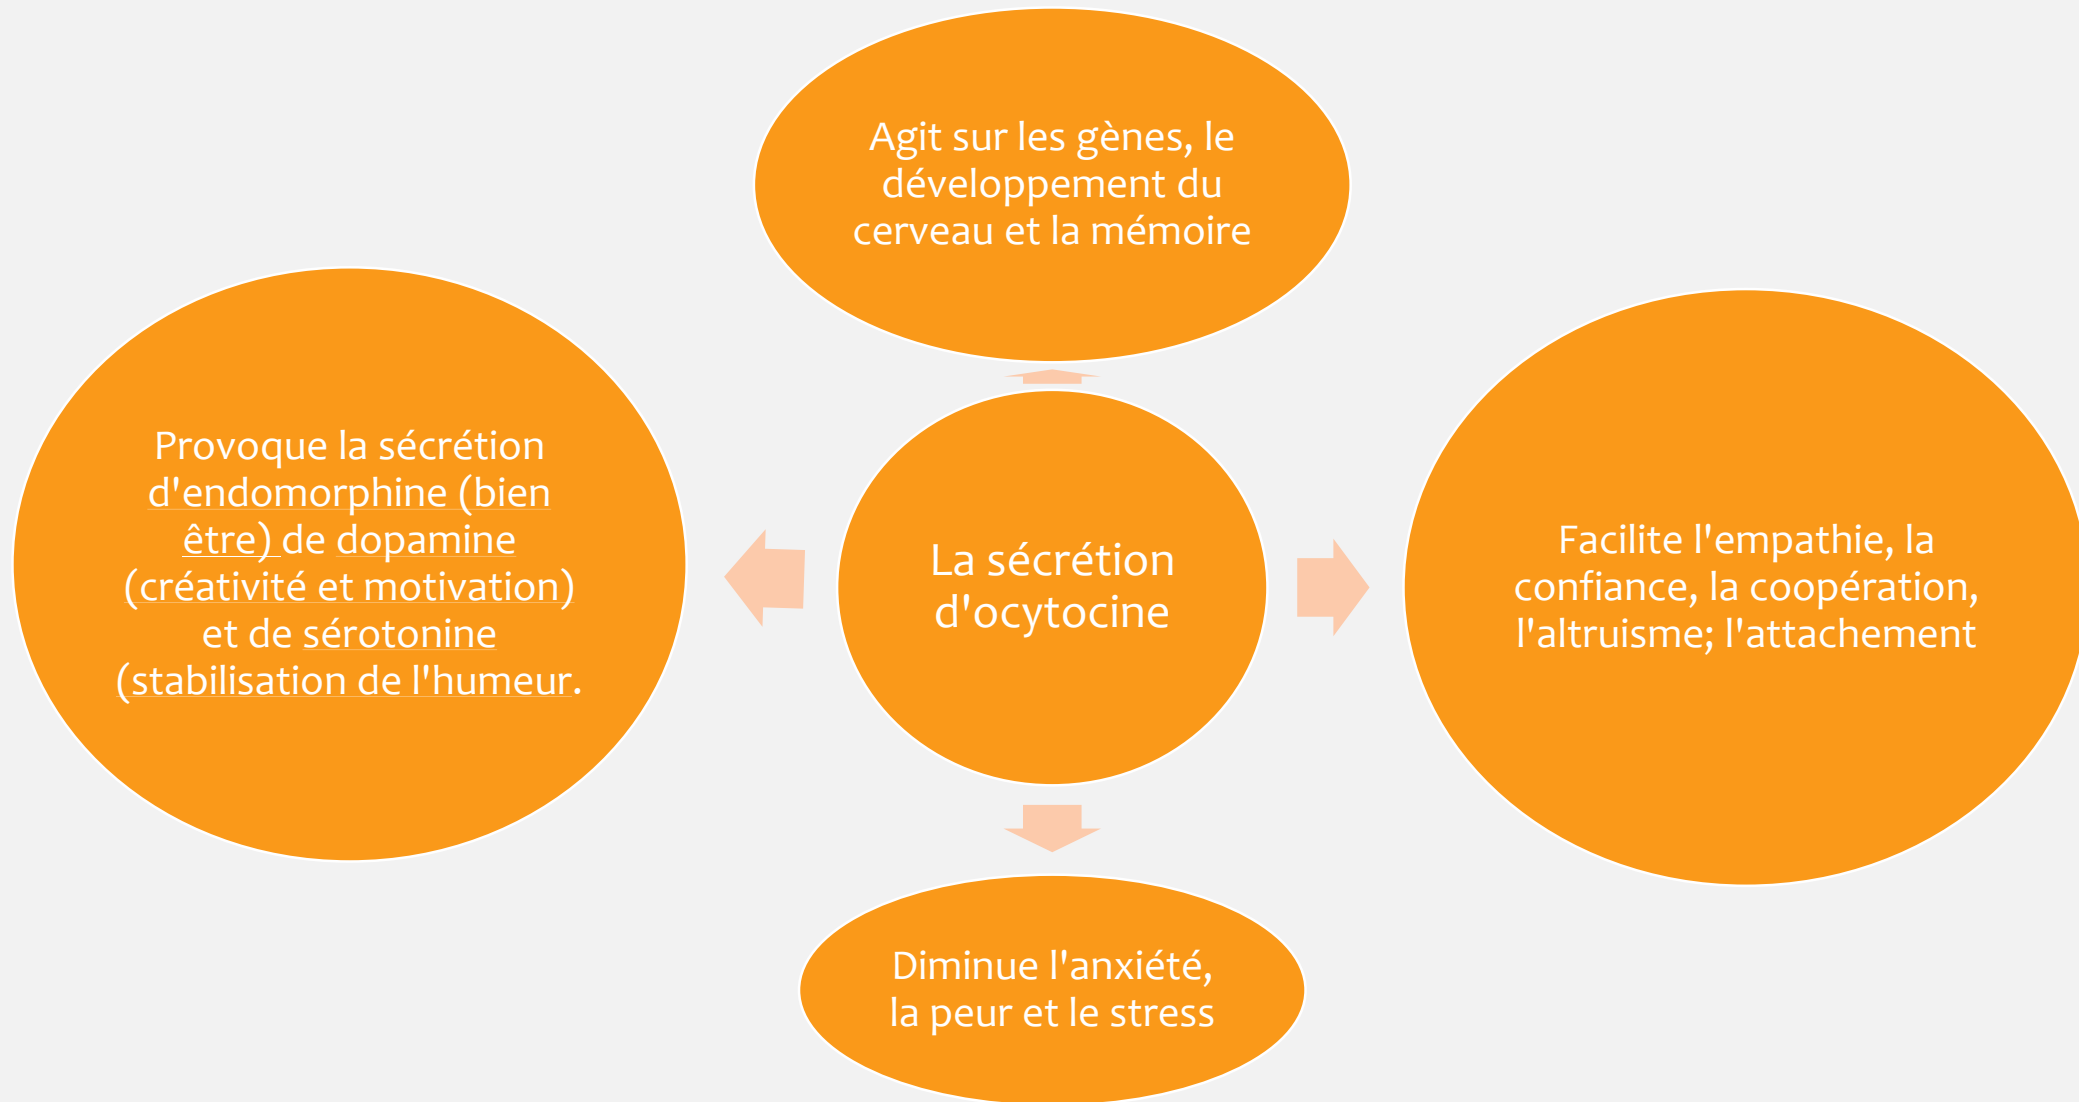 Agit sur les gènes, le
développement du
cerveau et la mémoire
Provoque la sécrétion
d'endomorphine (bien
être) de dopamine
(créativité et motivation)
et de sérotonine
(stabilisation de l'humeur.
La sécrétion
d'ocytocine
Facilite l'empathie, la
confiance, la coopération,
l'altruisme; l'attachement
Diminue l'anxiété,
la peur et le stress